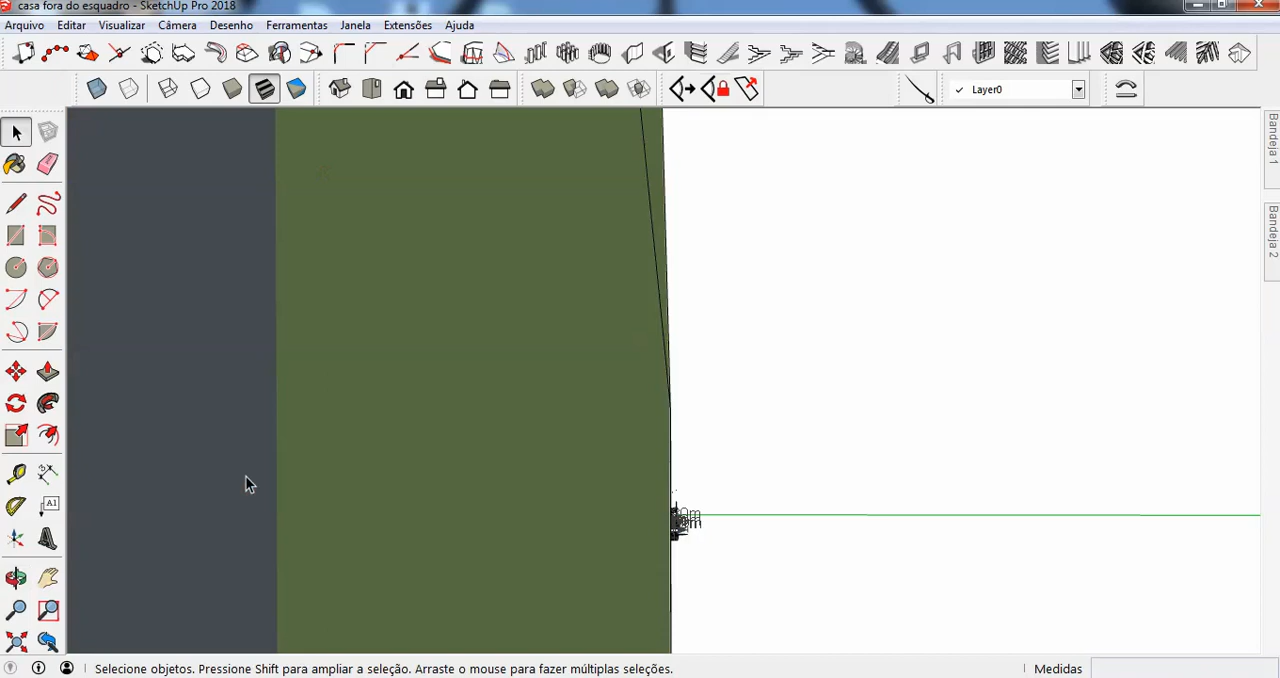 casa fora do esquadro - SketchUp Pro 2018
Arquivo Editar Visualizar Câmera Desenho Ferramentas Janela Extensões Ajuda
Layer0
Bandeja 1
Bandeja 2
A1
Selecione objetos. Pressione Shift para ampliar a seleção. Arraste o mouse para fazer múltiplas seleções.
Medidas